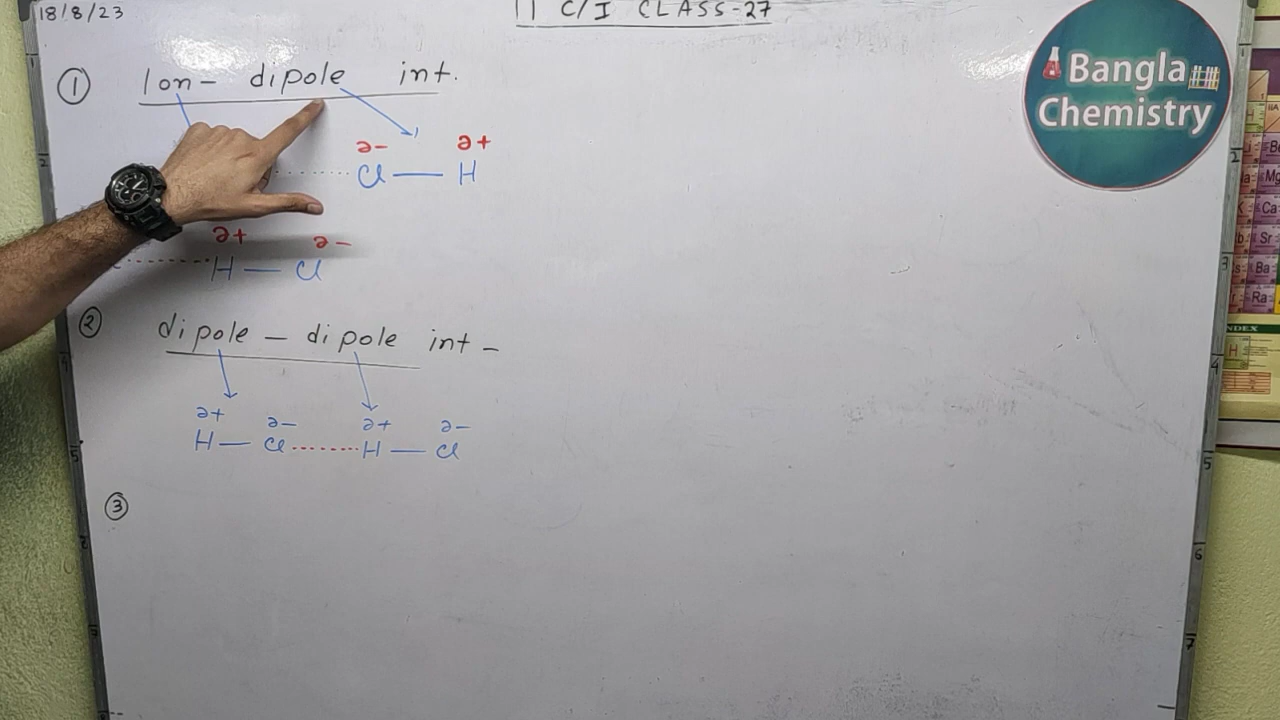 18/8/23
11 C/I CLASS-27
Bangla
Chemistry
① Ion - dipole int.
∂- ∂+
Cl — H
∂+ ∂-
H — Cl
② dipole - dipole int -
∂+ ∂- ∂+ ∂-
H — Cl ........ H — Cl
③